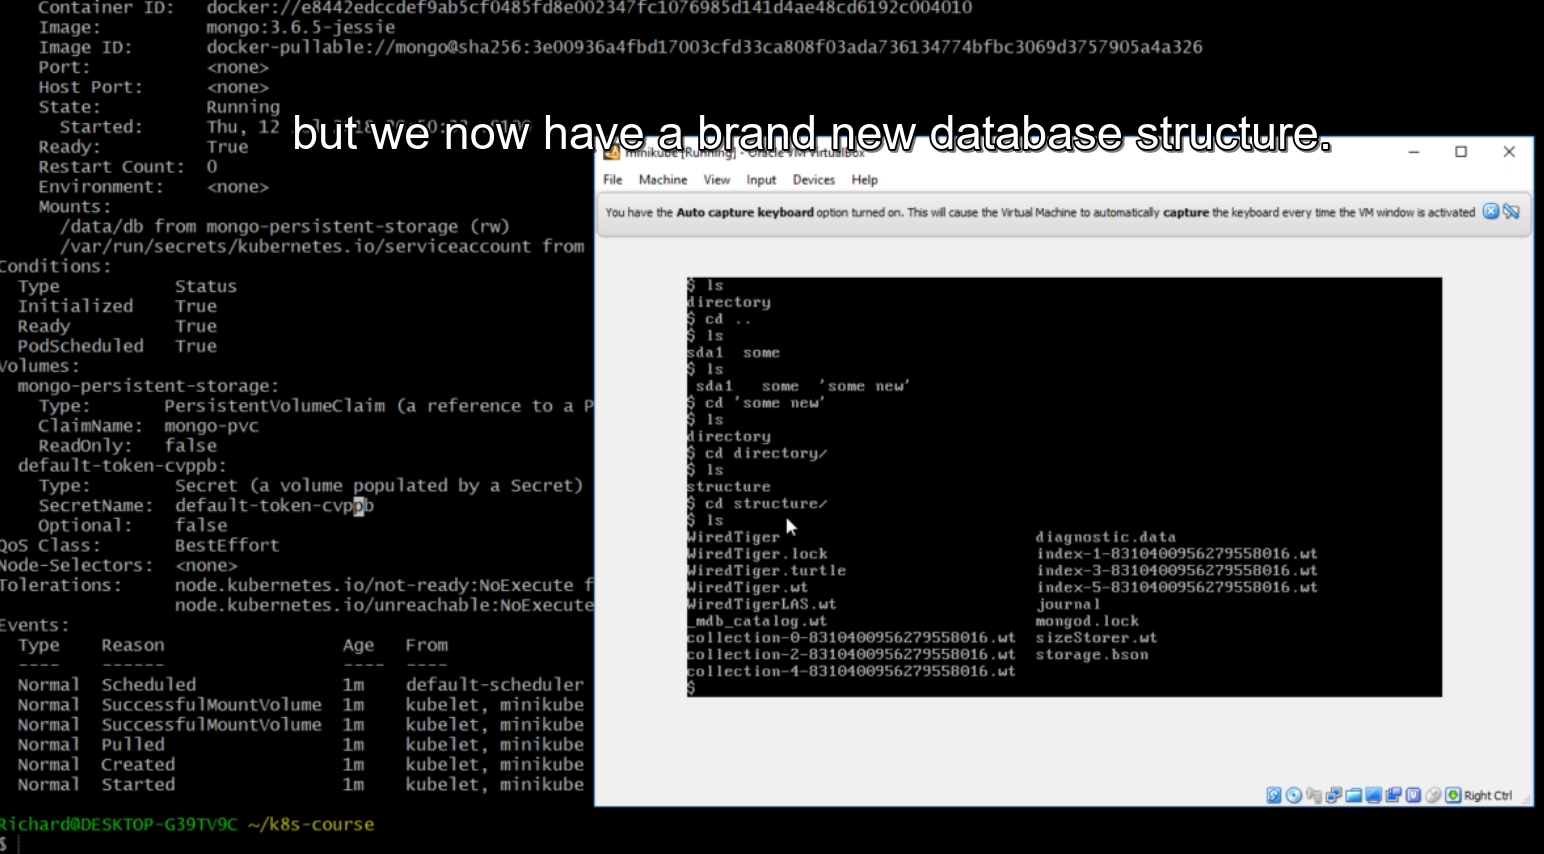 Container ID: docker://e8442edccdef9ab5cf0485fd8e002347fc1076985d141d4ae48cd6192c004010
Image: mongo:3.6.5-jessie
Image ID: docker-pullable://mongo@sha256:3e00936a4fbd17003cfd33ca808f03ada736134774bfbc3069d3757905a4a326
Port: <none>
Host Port: <none>
State: Running
Started: Thu, 12
Ready: True
Restart Count: 0
Environment: <none>
Mounts:
/data/db from mongo-persistent-storage (rw)
/var/run/secrets/kubernetes.io/serviceaccount from
Conditions:
Type Status
Initialized True
Ready True
PodScheduled True
Volumes:
mongo-persistent-storage:
Type: PersistentVolumeClaim (a reference to a P
ClaimName: mongo-pvc
ReadOnly: false
default-token-cvppb:
Type: Secret (a volume populated by a Secret)
SecretName: default-token-cvppb
Optional: false
QoS Class: BestEffort
Node-Selectors: <none>
Tolerations: node.kubernetes.io/not-ready:NoExecute f
node.kubernetes.io/unreachable:NoExecute
Events:
Type Reason Age From
---- ------ ---- ----
Normal Scheduled 1m default-scheduler
Normal SuccessfulMountVolume 1m kubelet, minikube
Normal SuccessfulMountVolume 1m kubelet, minikube
Normal Pulled 1m kubelet, minikube
Normal Created 1m kubelet, minikube
Normal Started 1m kubelet, minikube
Richard@DESKTOP-G39TV9C ~/k8s-course
$
but we now have a brand new database structure.
minikube [Running] - Oracle VM VirtualBox
File Machine View Input Devices Help
You have the Auto capture keyboard option turned on. This will cause the Virtual Machine to automatically capture the keyboard every time the VM window is activated
$ ls
directory
$ cd ..
$ ls
sda1 some
$ ls
sda1 some 'some new'
$ cd 'some new'
$ ls
directory
$ cd directory/
$ ls
structure
$ cd structure/
$ ls
WiredTiger diagnostic.data
WiredTiger.lock index-1-8310400956279558016.wt
WiredTiger.turtle index-3-8310400956279558016.wt
WiredTiger.wt index-5-8310400956279558016.wt
WiredTigerLAS.wt journal
_mdb_catalog.wt mongod.lock
collection-0-8310400956279558016.wt sizeStorer.wt
collection-2-8310400956279558016.wt storage.bson
collection-4-8310400956279558016.wt
$
Right Ctrl